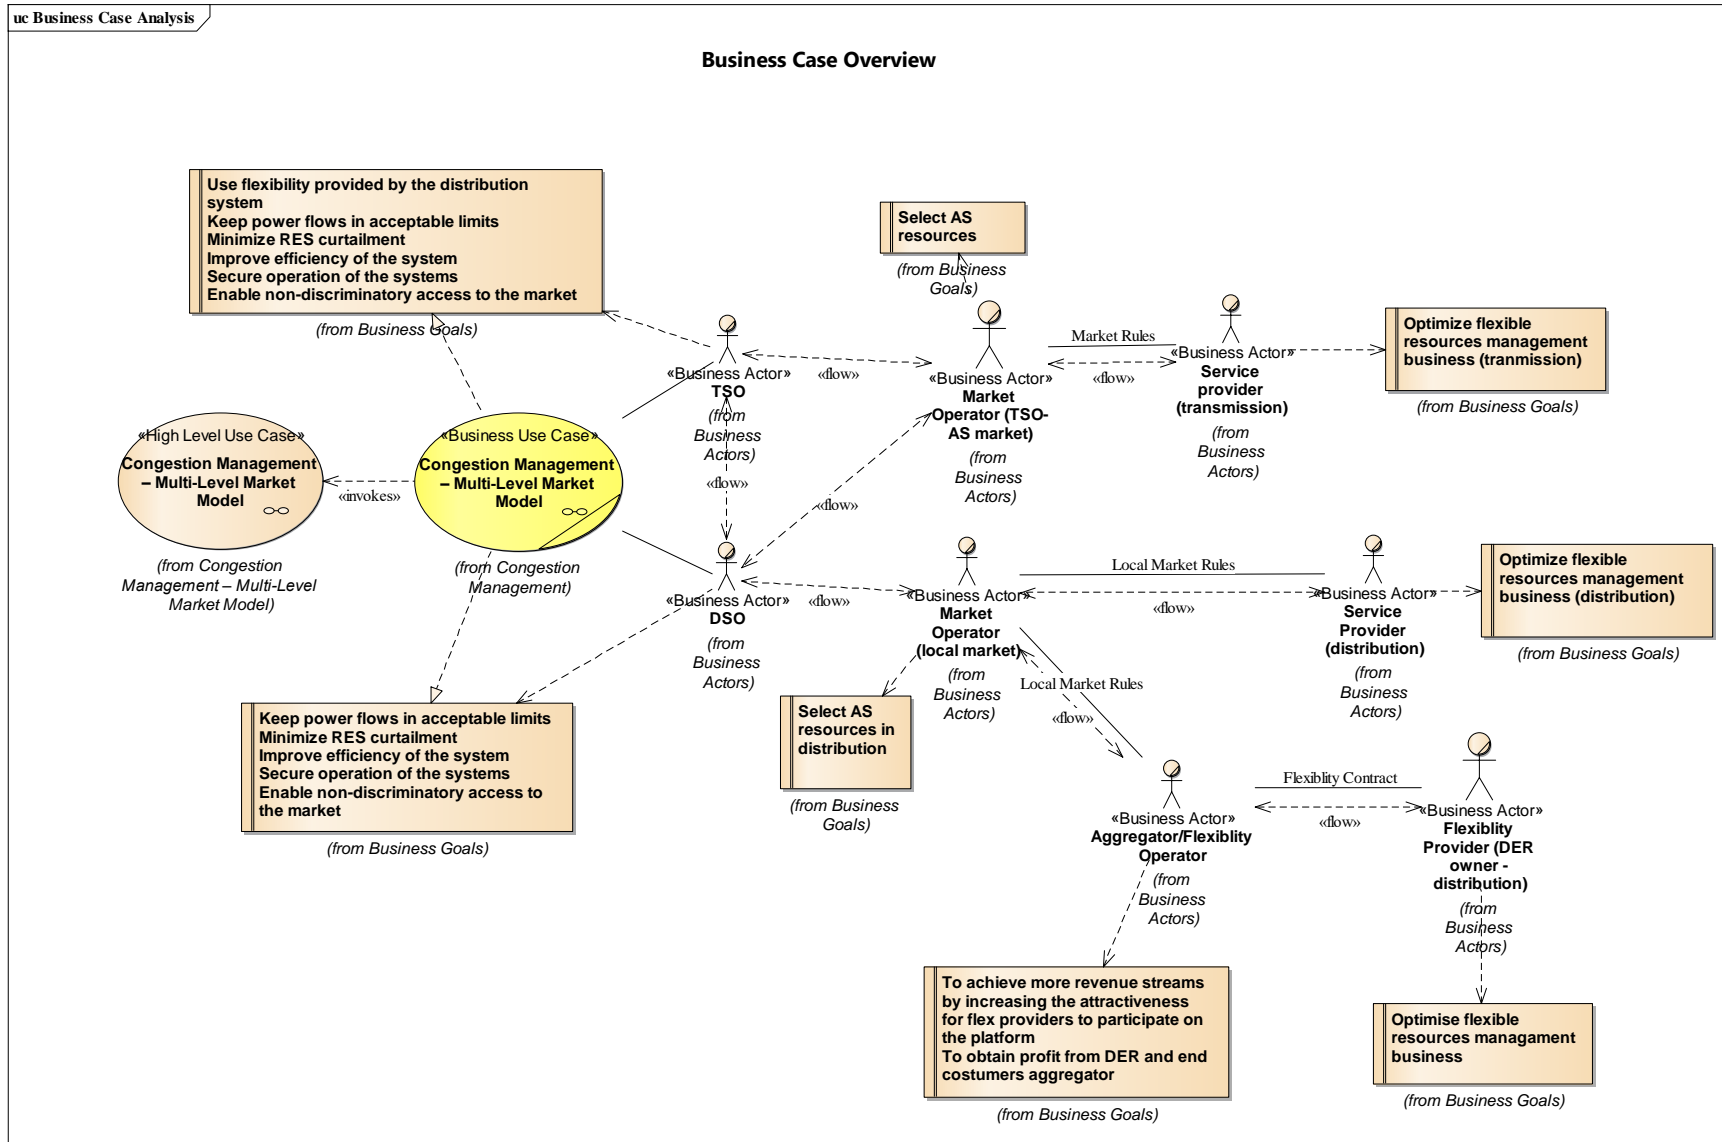 uc Business Case Analysis
Business Case Overview
Use flexibility provided by the distribution
system
Keep power flows in acceptable limits
Minimize RES curtailment
Improve efficiency of the system
Secure operation of the systems
Enable non-discriminatory access to the market
(from Business Goals)
Select AS
resources
(from Business
Goals)
«Business Actor»
TSO
(from
Business
Actors)
«flow»
«Business Actor»
Market
Operator (TSO-
AS market)
(from
Business
Actors)
Market Rules
«flow»
«Business Actor»
Service
provider
(transmission)
(from
Business
Actors)
Optimize flexible
resources management
business (tranmission)
(from Business Goals)
«High Level Use Case»
Congestion Management
– Multi-Level Market
Model
(from Congestion
Management – Multi-Level
Market Model)
«invokes»
«Business Use Case»
Congestion Management
– Multi-Level Market
Model
(from Congestion
Management)
«flow»
«flow»
«Business Actor»
DSO
(from
Business
Actors)
«flow»
«Business Actor»
Market
Operator
(local market)
(from
Business
Actors)
Local Market Rules
«flow»
«Business Actor»
Service
Provider
(distribution)
(from
Business
Actors)
Optimize flexible
resources management
business (distribution)
(from Business Goals)
Keep power flows in acceptable limits
Minimize RES curtailment
Improve efficiency of the system
Secure operation of the systems
Enable non-discriminatory access to
the market
(from Business Goals)
Select AS
resources in
distribution
(from Business
Goals)
Local Market Rules
«flow»
«Business Actor»
Aggregator/Flexiblity
Operator
(from
Business
Actors)
Flexiblity Contract
«flow»
«Business Actor»
Flexiblity
Provider (DER
owner -
distribution)
(from
Business
Actors)
To achieve more revenue streams
by increasing the attractiveness
for flex providers to participate on
the platform
To obtain profit from DER and end
costumers aggregator
(from Business Goals)
Optimise flexible
resources managament
business
(from Business Goals)